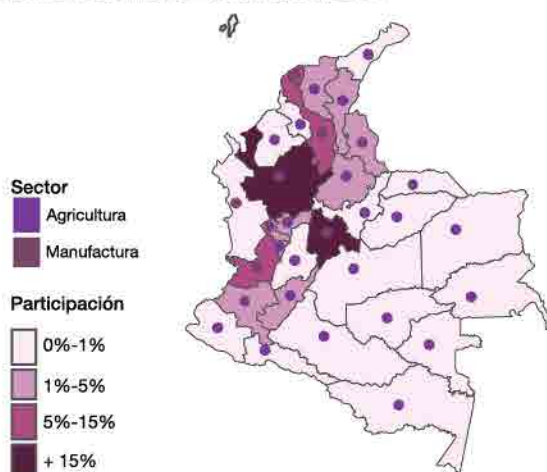 Sector
Agricultura
Manufactura
Participación
0%-1%
1%-5%
5%-15%
+ 15%